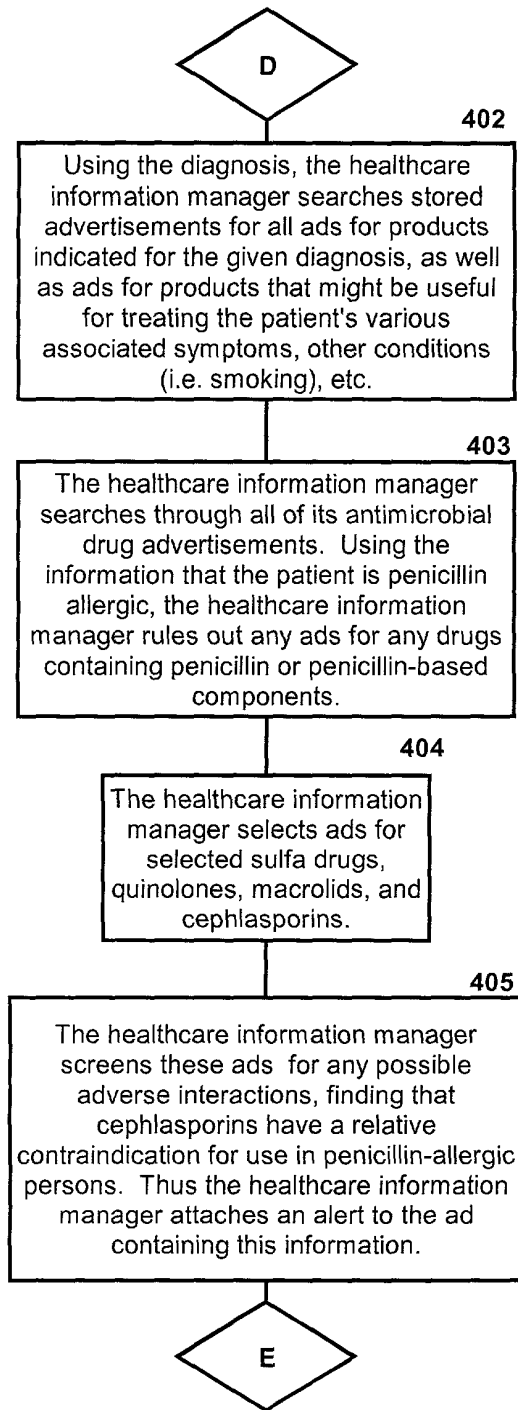 D
402
Using the diagnosis, the healthcare
information manager searches stored
advertisements for all ads for products
indicated for the given diagnosis, as well
as ads for products that might be useful
for treating the patient's various
associated symptoms, other conditions
(i.e. smoking), etc.
403
The healthcare information manager
searches through all of its antimicrobial
drug advertisements. Using the
information that the patient is penicillin
allergic, the healthcare information
manager rules out any ads for any drugs
containing penicillin or penicillin-based
components.
404
The healthcare information
manager selects ads for
selected sulfa drugs,
quinolones, macrolids, and
cephlasporins.
405
The healthcare information manager
screens these ads for any possible
adverse interactions, finding that
cephlasporins have a relative
contraindication for use in penicillin-allergic
persons. Thus the healthcare information
manager attaches an alert to the ad
containing this information.
E